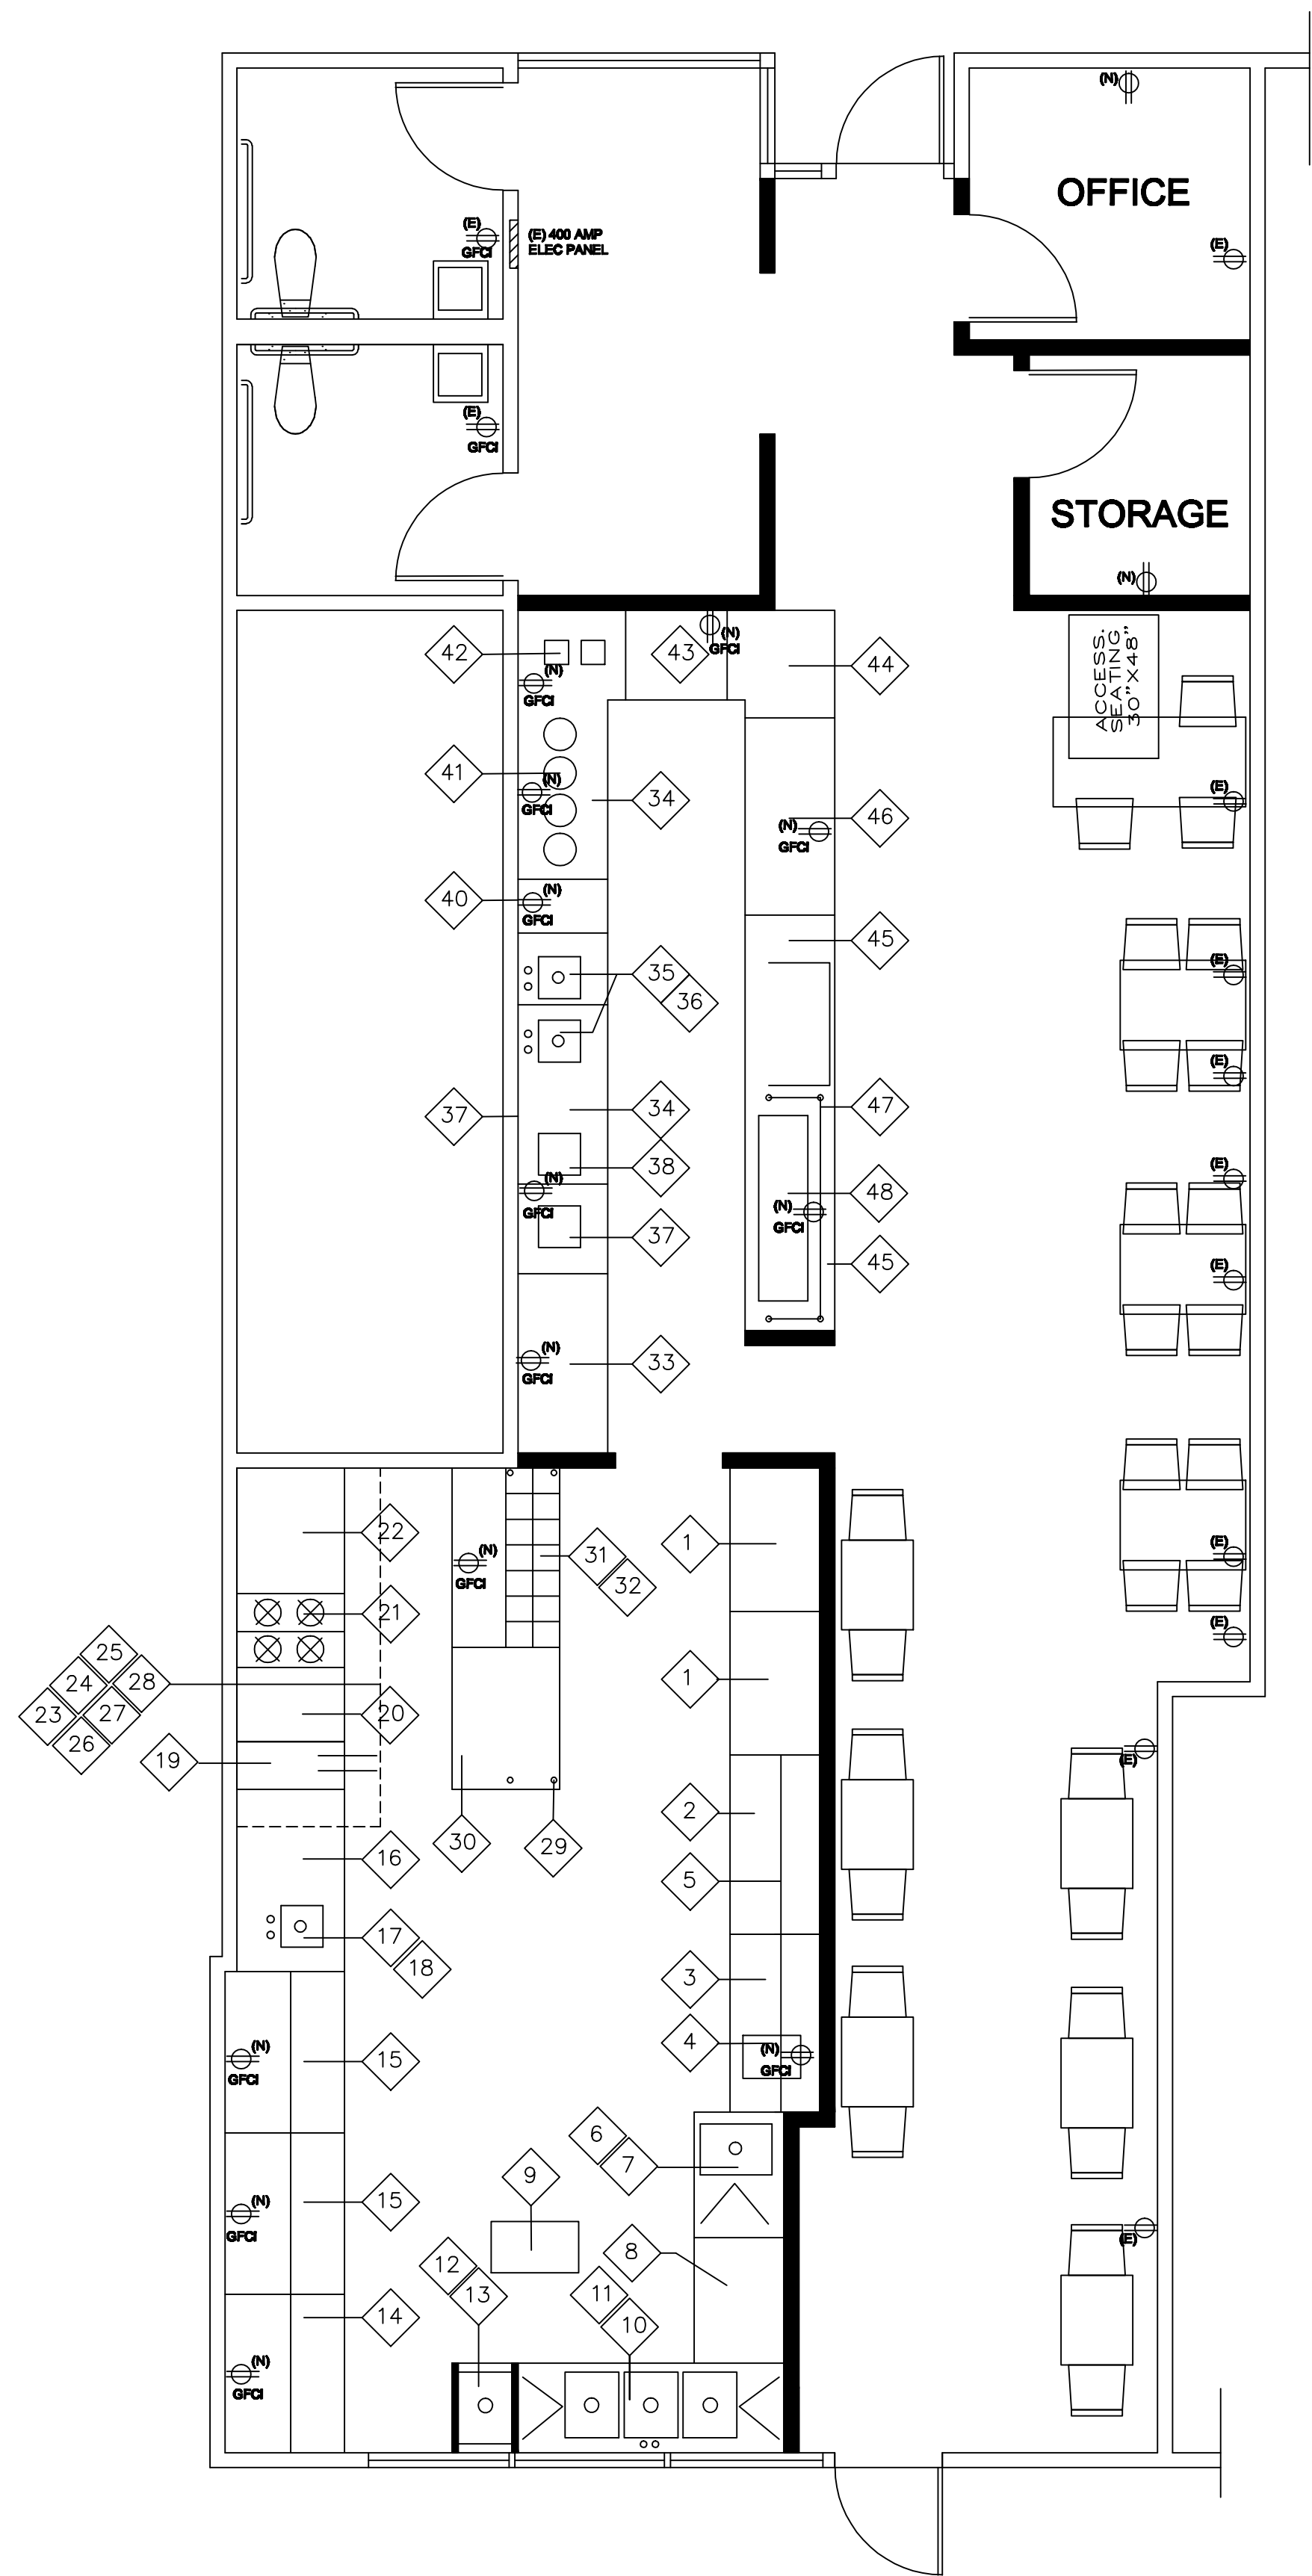 (N)
OFFICE
(E)
GFCI
(E) 400 AMP
ELEC PANEL
(E)
(E)
GFCI
STORAGE
(N)
ACCESS.
SEATING
30"X48"
42
(N)
GFCI
43
(N)
GFCI
44
41
(N)
GFCI
34
46
(N)
GFCI
(E)
40
(N)
GFCI
35
36
45
(E)
(E)
37
34
38
47
(N)
GFCI
37
48
(N)
GFCI
45
(E)
(E)
33
(N)
GFCI
22
(N)
GFCI
31
32
1
(E)
21
1
(E)
25
24
28
23
27
26
20
19
(E)
30
29
2
16
5
17
18
3
4
(N)
GFCI
(N)
GFCI
15
6
7
9
(N)
GFCI
15
8
(E)
12
13
11
10
14
(N)
GFCI